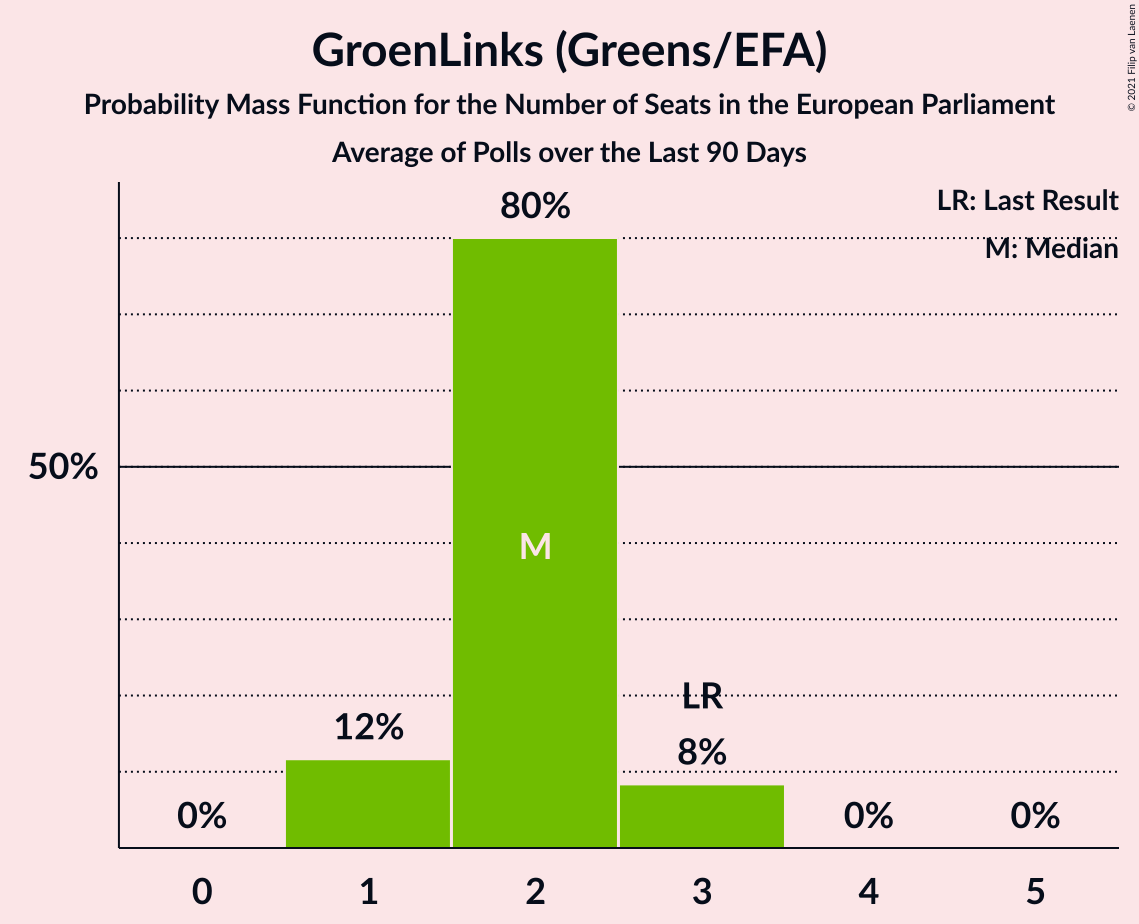 GroenLinks (Greens/EFA)
Probability Mass Function for the Number of Seats in the European Parliament
Average of Polls over the Last 90 Days
© 2021 Filip van Laenen
LR: Last Result
M: Median
80%
50%
M
LR
12%
8%
0%
0%
0%
0
1
2
3
4
5